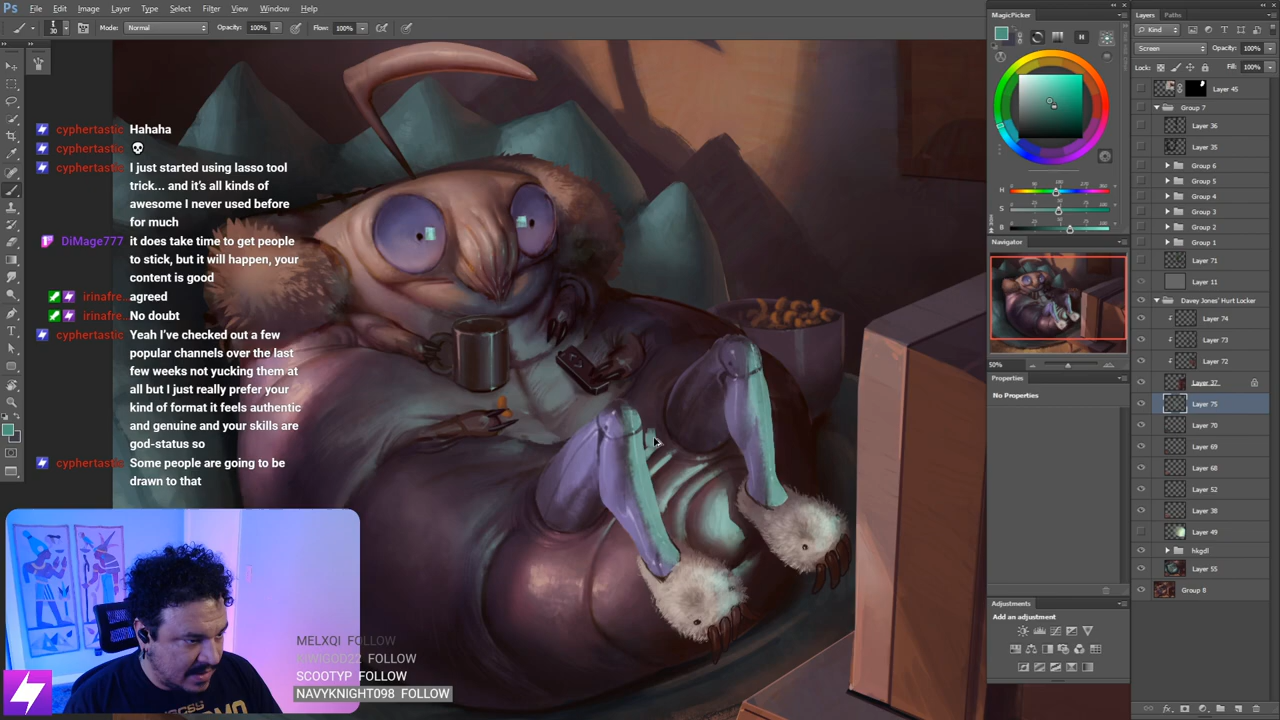 Ps File Edit Image Layer Type Select Filter View Window Help
30 Mode: Normal Opacity: 100% Flow: 100%
cyphertastic Hahaha
cyphertastic
cyphertastic I just started using lasso tool
trick... and it's all kinds of
awesome I never used before
for much
DiMage777 it does take time to get people
to stick, but it will happen, your
content is good
irinafre.. agreed
irinafre.. No doubt
cyphertastic Yeah I've checked out a few
popular channels over the last
few weeks not yucking them at
all but I just really prefer your
kind of format it feels authentic
and genuine and your skills are
god-status so
cyphertastic Some people are going to be
drawn to that
MELXQI FOLLOW
FOLLOW
SCOOTYP FOLLOW
NAVYKNIGHT098 FOLLOW
MagicPicker
H
H
S
B
Navigator
50%
Properties
No Properties
Adjustments
Add an adjustment
Layers Paths
Kind
Screen Opacity: 100%
Lock: Fill: 100%
Layer 45
Group 7
Layer 36
Layer 35
Group 6
Group 5
Group 4
Group 3
Group 2
Group 1
Layer 71
Layer 11
Davey Jones' Hurt Locker
Layer 74
Layer 73
Layer 72
Layer 37
Layer 75
Layer 70
Layer 69
Layer 68
Layer 52
Layer 38
Layer 49
hkgdl
Layer 55
Group 8